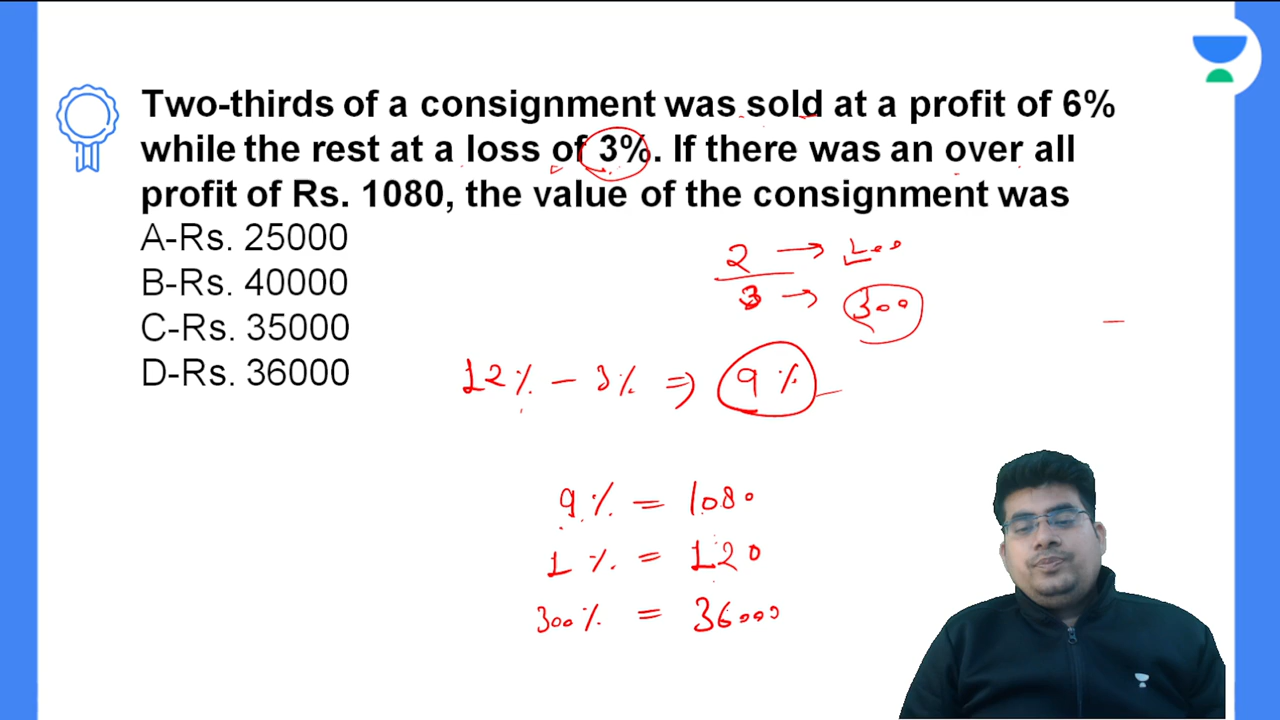 Two-thirds of a consignment was sold at a profit of 6%
while the rest at a loss of 3%. If there was an over all
profit of Rs. 1080, the value of the consignment was
A-Rs. 25000
B-Rs. 40000
C-Rs. 35000
D-Rs. 36000
2 →
3 → 300
12% - 3% ⇒ 9%
9% = 1080
1% = 120
300% = 36000